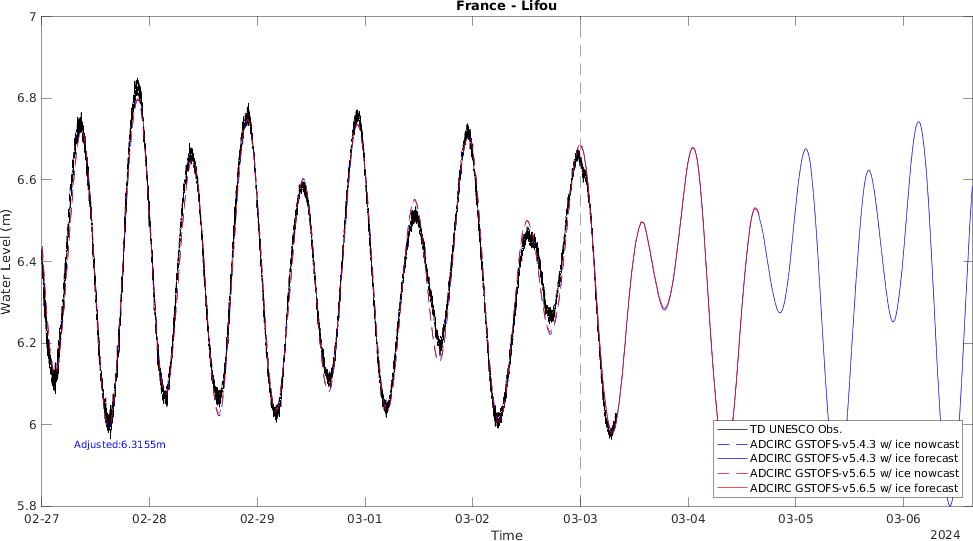 France - Lifou
7
6.8
6.6
6.4
6.2
6
5.8
Water Level (m)
Adjusted:6.3155m
TD UNESCO Obs.
ADCIRC GSTOFS-v5.4.3 w/ ice nowcast
ADCIRC GSTOFS-v5.4.3 w/ ice forecast
ADCIRC GSTOFS-v5.6.5 w/ ice nowcast
ADCIRC GSTOFS-v5.6.5 w/ ice forecast
02-27 02-28 02-29 03-01 03-02 03-03 03-04 03-05 03-06
Time
2024